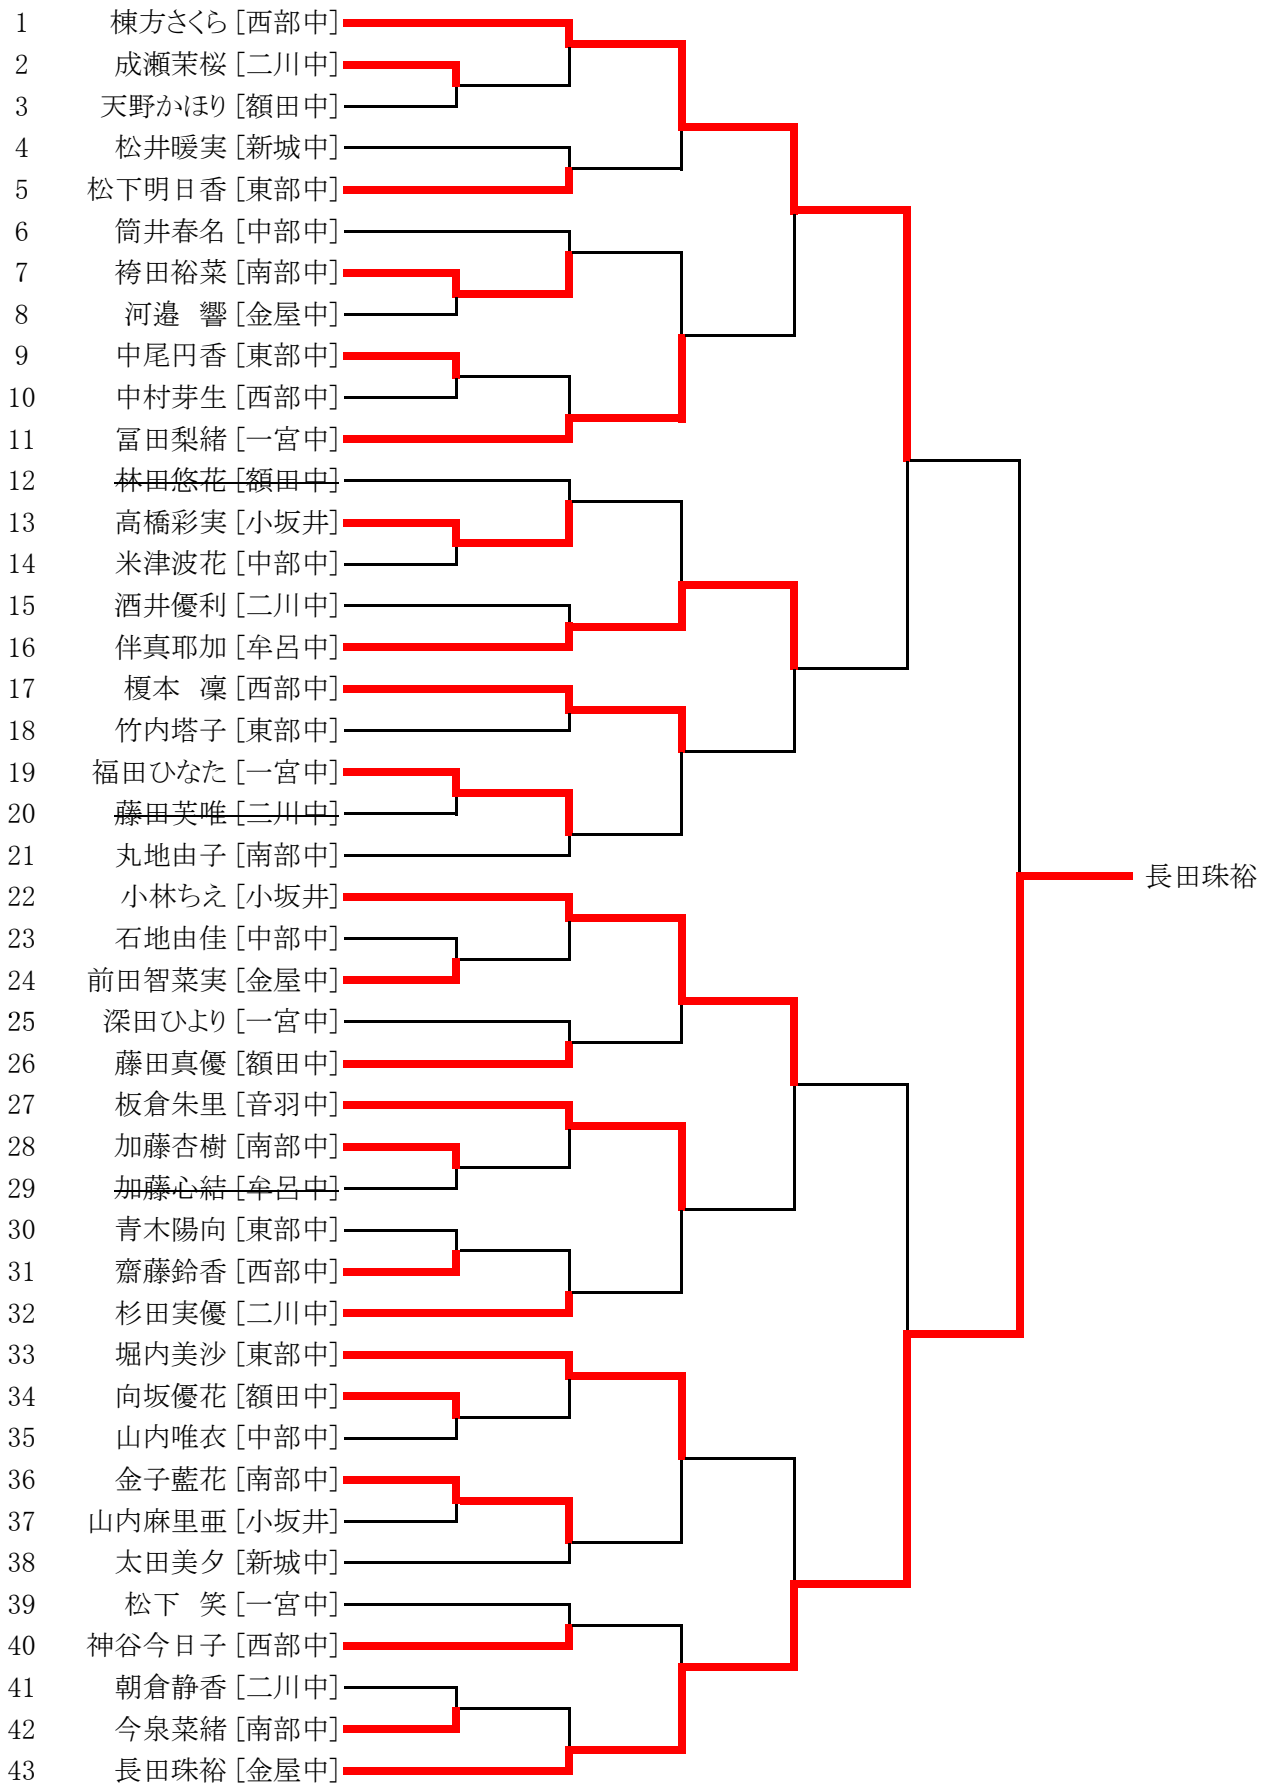 1 棟方さくら [西部中]
2 成瀬茉桜 [二川中]
3 天野かほり [額田中]
4 松井暖実 [新城中]
5 松下明日香 [東部中]
6 筒井春名 [中部中]
7 袴田裕菜 [南部中]
8 河邉 響 [金屋中]
9 中尾円香 [東部中]
10 中村芽生 [西部中]
11 冨田梨緒 [一宮中]
12 林田悠花 [額田中]
13 高橋彩実 [小坂井]
14 米津波花 [中部中]
15 酒井優利 [二川中]
16 伴真耶加 [牟呂中]
17 榎本 凜 [西部中]
18 竹内塔子 [東部中]
19 福田ひなた [一宮中]
20 藤田芙唯 [二川中]
21 丸地由子 [南部中]
22 小林ちえ [小坂井]
23 石地由佳 [中部中]
24 前田智菜実 [金屋中]
25 深田ひより [一宮中]
26 藤田真優 [額田中]
27 板倉朱里 [音羽中]
28 加藤杏樹 [南部中]
29 加藤心結 [牟呂中]
30 青木陽向 [東部中]
31 齋藤鈴香 [西部中]
32 杉田実優 [二川中]
33 堀内美沙 [東部中]
34 向坂優花 [額田中]
35 山内唯衣 [中部中]
36 金子藍花 [南部中]
37 山内麻里亜 [小坂井]
38 太田美夕 [新城中]
39 松下 笑 [一宮中]
40 神谷今日子 [西部中]
41 朝倉静香 [二川中]
42 今泉菜緒 [南部中]
43 長田珠裕 [金屋中]
長田珠裕